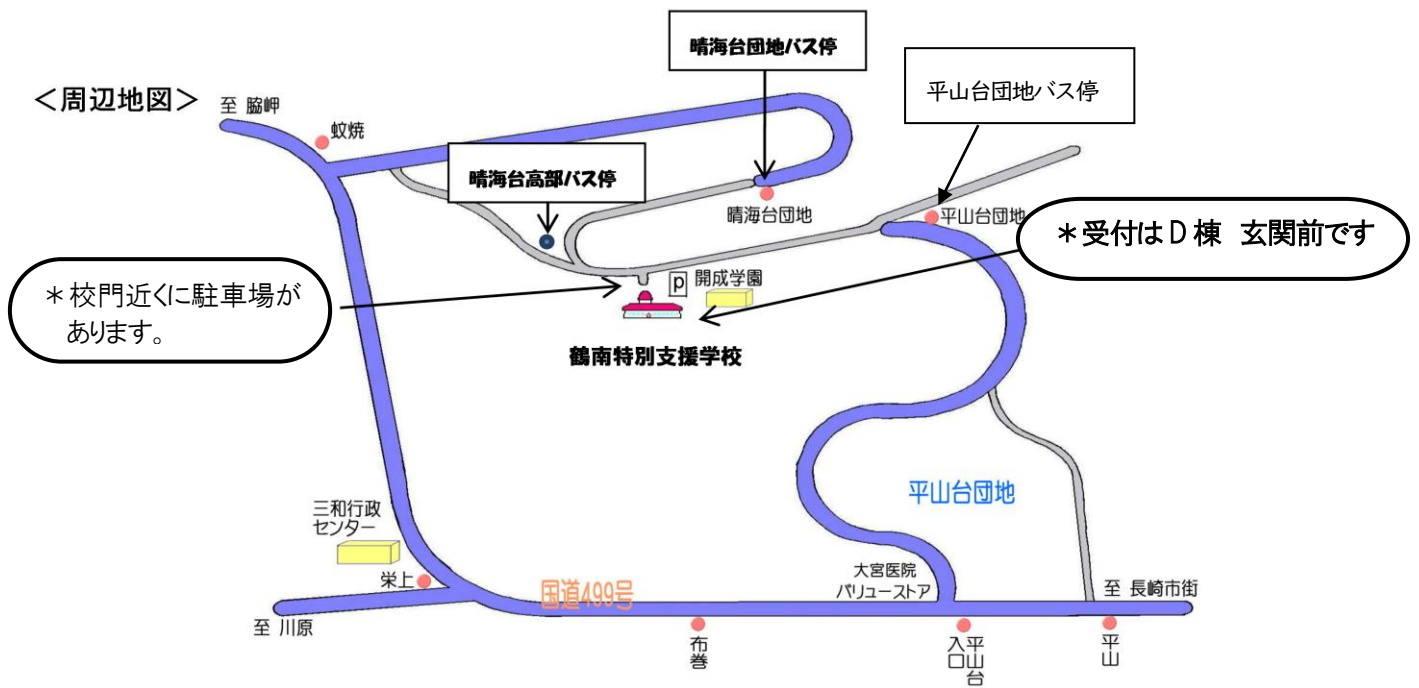 晴海台団地バス停
平山台団地バス停
＜周辺地図＞
至 脇岬
蚊焼
晴海台高部バス停
晴海台団地
平山台団地
＊受付はＤ棟 玄関前です
＊校門近くに駐車場が
あります。
p
開成学園
鶴南特別支援学校
平山台団地
三和行政
センター
栄上
国道499号
大宮医院
バリューストア
至 長崎市街
至 川原
布巻
平山台
入口
平山